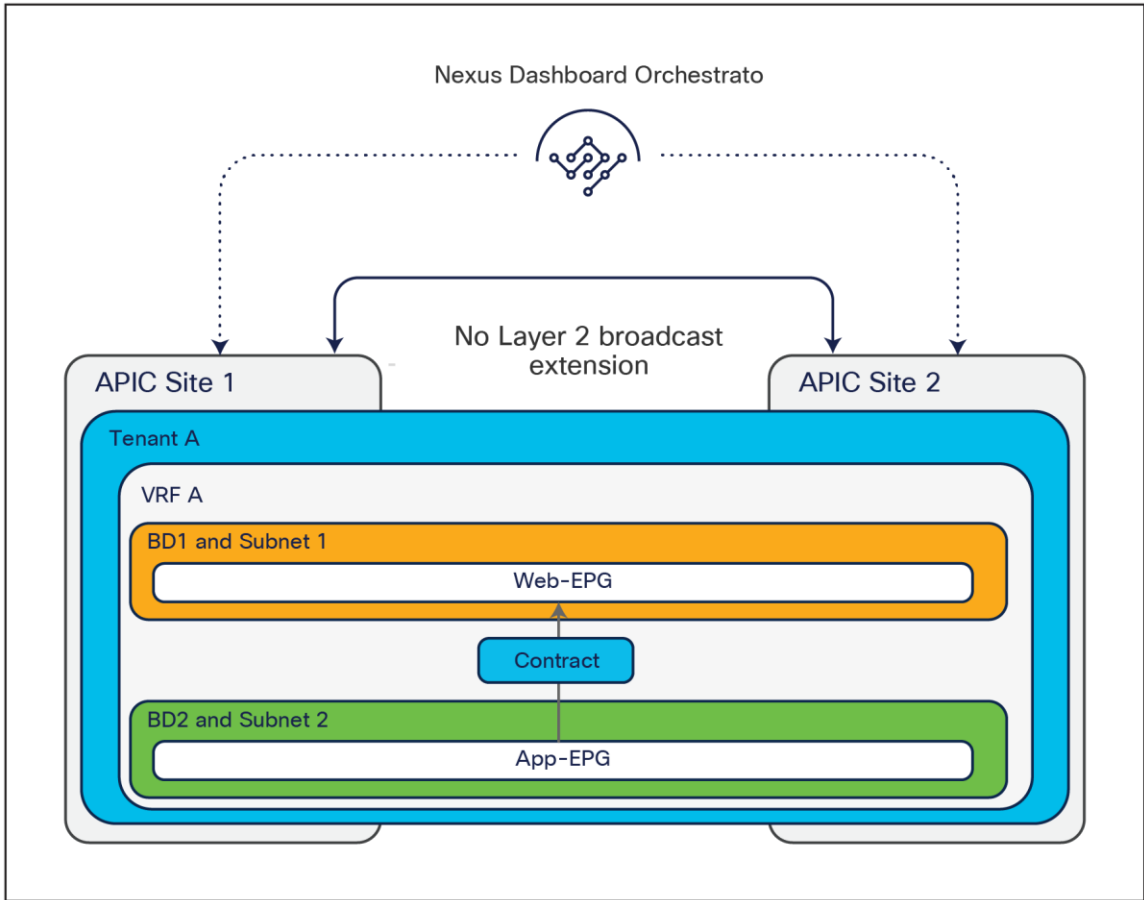 Nexus Dashboard Orchestrato
No Layer 2 broadcast
extension
APIC Site 1
APIC Site 2
Tenant A
VRF A
BD1 and Subnet 1
Web-EPG
Contract
BD2 and Subnet 2
App-EPG